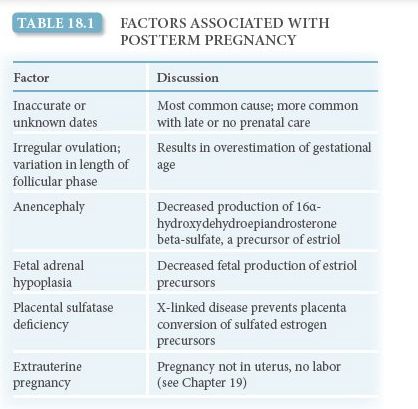 TABLE 18.1 FACTORS ASSOCIATED WITH
POSTTERM PREGNANCY
Factor Discussion
Inaccurate or Most common cause; more common
unknown dates with late or no prenatal care
Irregular ovulation; Results in overestimation of gestational
variation in length of age
follicular phase
Anencephaly Decreased production of 16α-
hydroxydehydroepiandrosterone
beta-sulfate, a precursor of estriol
Fetal adrenal Decreased fetal production of estriol
hypoplasia precursors
Placental sulfatase X-linked disease prevents placenta
deficiency conversion of sulfated estrogen
precursors
Extrauterine Pregnancy not in uterus, no labor
pregnancy (see Chapter 19)